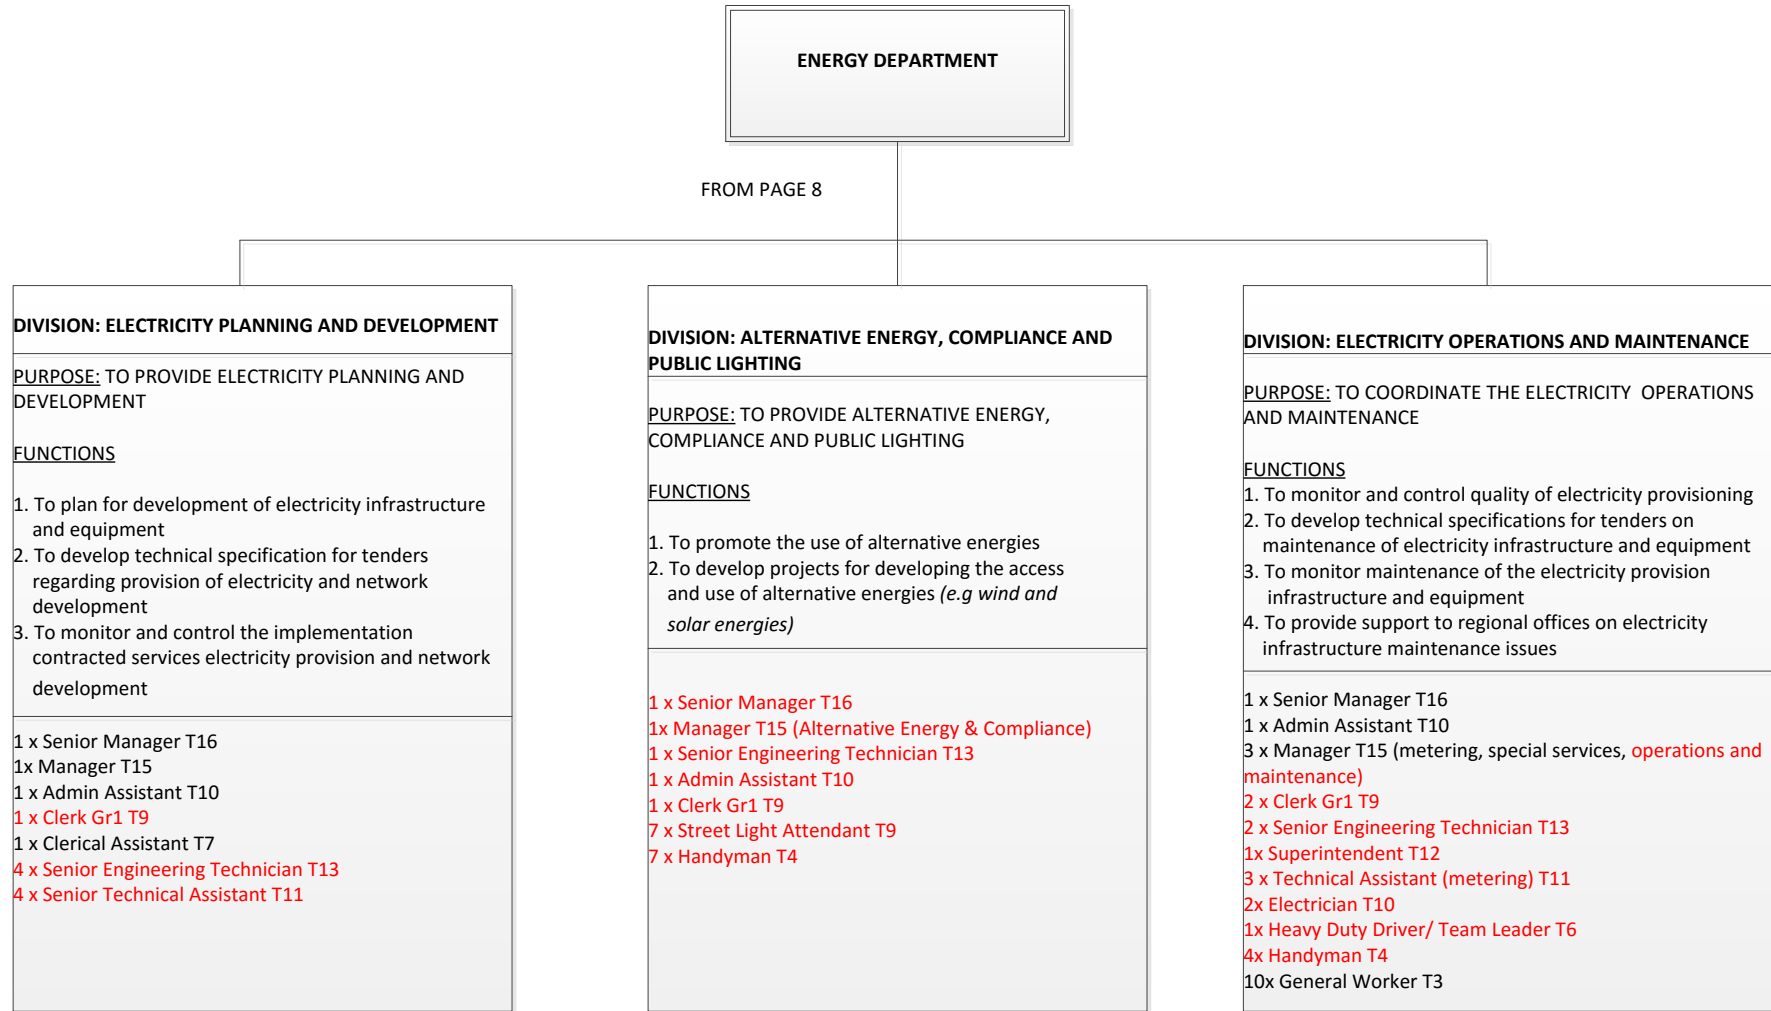 ENERGY DEPARTMENT
FROM PAGE 8
DIVISION: ELECTRICITY PLANNING AND DEVELOPMENT
PURPOSE: TO PROVIDE ELECTRICITY PLANNING AND
DEVELOPMENT
FUNCTIONS
1. To plan for development of electricity infrastructure
and equipment
2. To develop technical specification for tenders
regarding provision of electricity and network
development
3. To monitor and control the implementation
contracted services electricity provision and network
development
1 x Senior Manager T16
1x Manager T15
1 x Admin Assistant T10
1 x Clerk Gr1 T9
1 x Clerical Assistant T7
4 x Senior Engineering Technician T13
4 x Senior Technical Assistant T11
DIVISION: ALTERNATIVE ENERGY, COMPLIANCE AND
PUBLIC LIGHTING
PURPOSE: TO PROVIDE ALTERNATIVE ENERGY,
COMPLIANCE AND PUBLIC LIGHTING
FUNCTIONS
1. To promote the use of alternative energies
2. To develop projects for developing the access
and use of alternative energies (e.g wind and
solar energies)
1 x Senior Manager T16
1x Manager T15 (Alternative Energy & Compliance)
1 x Senior Engineering Technician T13
1 x Admin Assistant T10
1 x Clerk Gr1 T9
7 x Street Light Attendant T9
7 x Handyman T4
DIVISION: ELECTRICITY OPERATIONS AND MAINTENANCE
PURPOSE: TO COORDINATE THE ELECTRICITY  OPERATIONS
AND MAINTENANCE
FUNCTIONS
1. To monitor and control quality of electricity provisioning
2. To develop technical specifications for tenders on
maintenance of electricity infrastructure and equipment
3. To monitor maintenance of the electricity provision
infrastructure and equipment
4. To provide support to regional offices on electricity
infrastructure maintenance issues
1 x Senior Manager T16
1 x Admin Assistant T10
3 x Manager T15 (metering, special services, operations and
maintenance)
2 x Clerk Gr1 T9
2 x Senior Engineering Technician T13
1x Superintendent T12
3 x Technical Assistant (metering) T11
2x Electrician T10
1x Heavy Duty Driver/ Team Leader T6
4x Handyman T4
10x General Worker T3